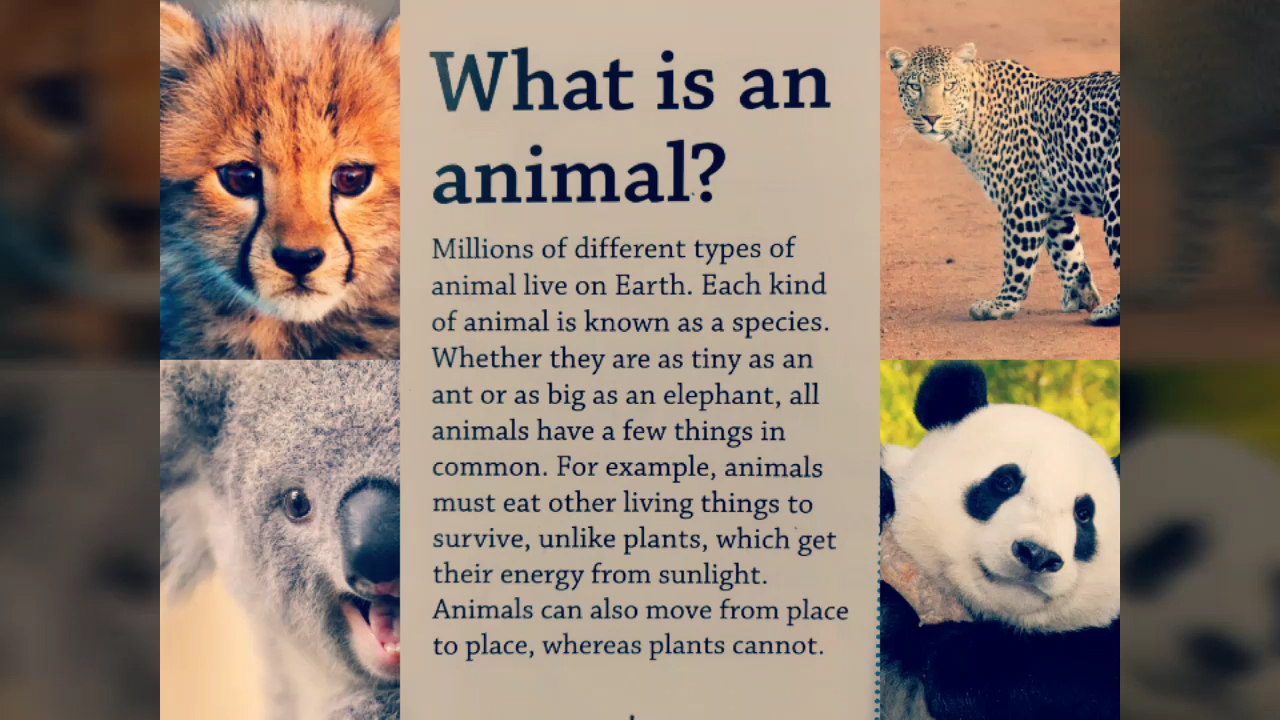 What is an
animal?
Millions of different types of
animal live on Earth. Each kind
of animal is known as a species.
Whether they are as tiny as an
ant or as big as an elephant, all
animals have a few things in
common. For example, animals
must eat other living things to
survive, unlike plants, which get
their energy from sunlight.
Animals can also move from place
to place, whereas plants cannot.